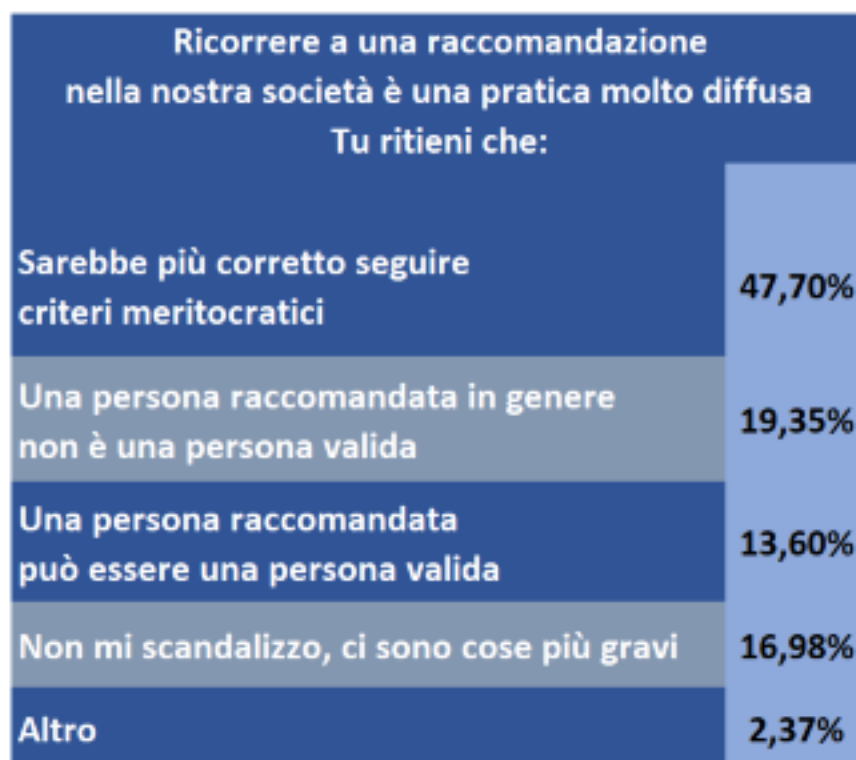 Ricorrere a una raccomandazione
nella nostra società è una pratica molto diffusa
Tu ritieni che:
Sarebbe più corretto seguire
criteri meritocratici
47,70%
Una persona raccomandata in genere
non è una persona valida
19,35%
Una persona raccomandata
può essere una persona valida
13,60%
Non mi scandalizzo, ci sono cose più gravi
16,98%
Altro
2,37%